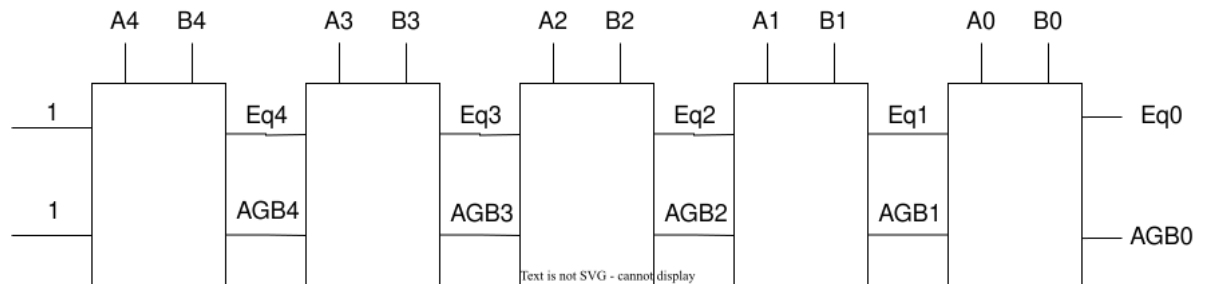 A4 B4 A3 B3 A2 B2 A1 B1 A0 B0
1 Eq4 Eq3 Eq2 Eq1 Eq0
1 AGB4 AGB3 AGB2 AGB1 AGB0
Text is not SVG - cannot display